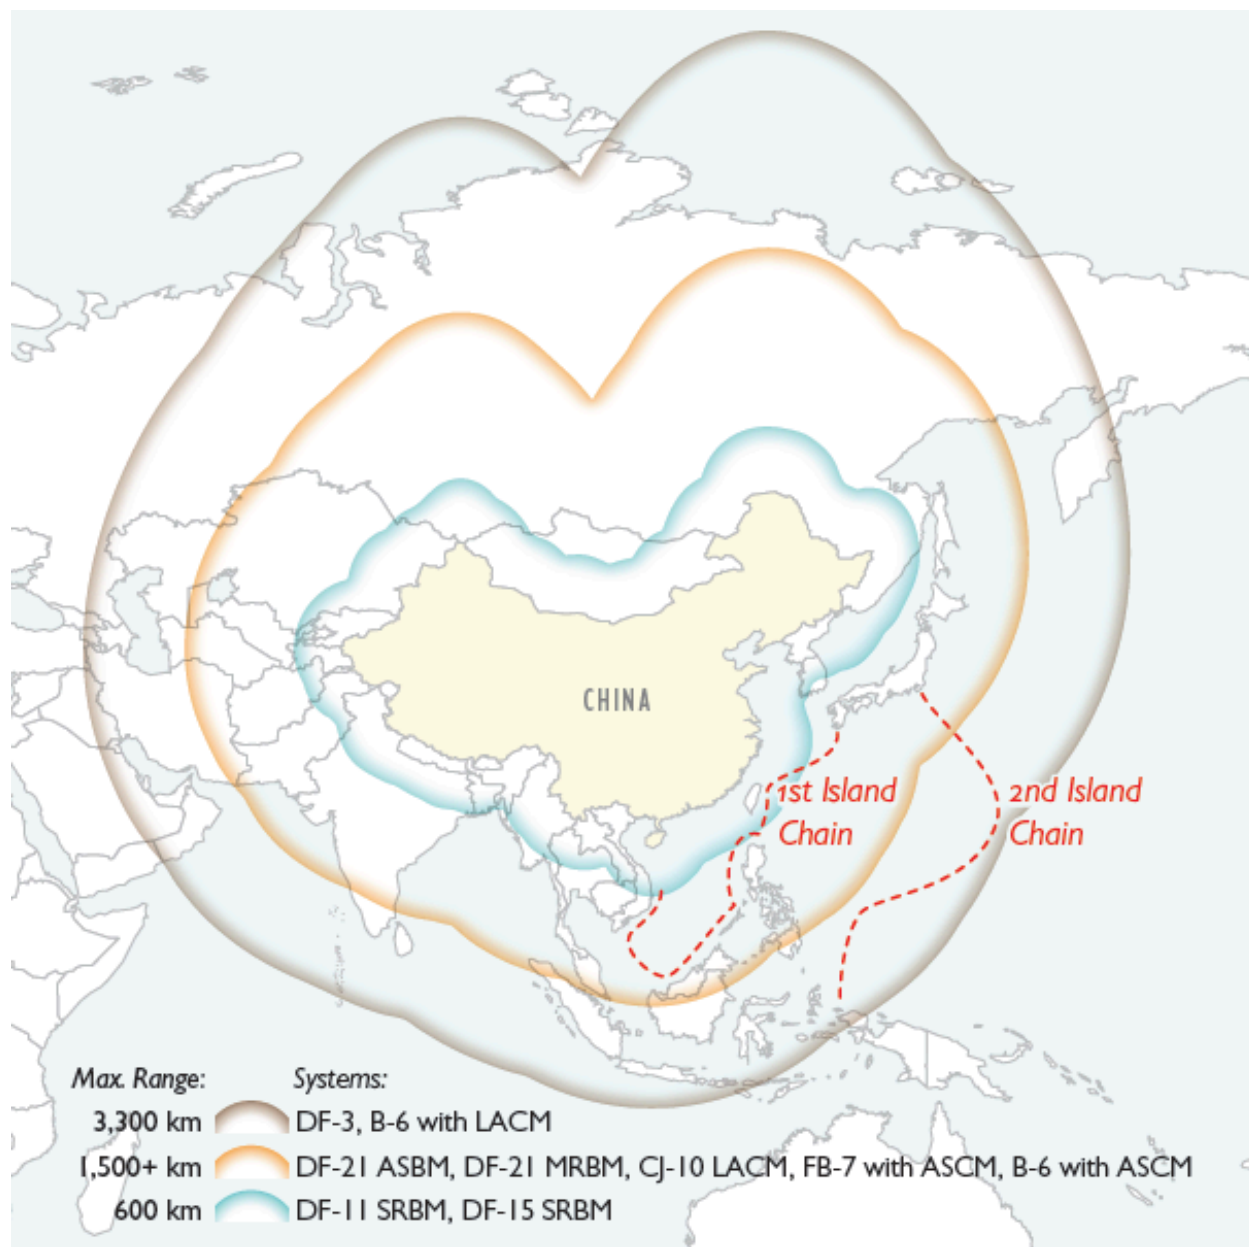 CHINA
1st Island
Chain
2nd Island
Chain
Max. Range: Systems:
3,300 km DF-3, B-6 with LACM
1,500+ km DF-21 ASBM, DF-21 MRBM, CJ-10 LACM, FB-7 with ASCM, B-6 with ASCM
600 km DF-11 SRBM, DF-15 SRBM